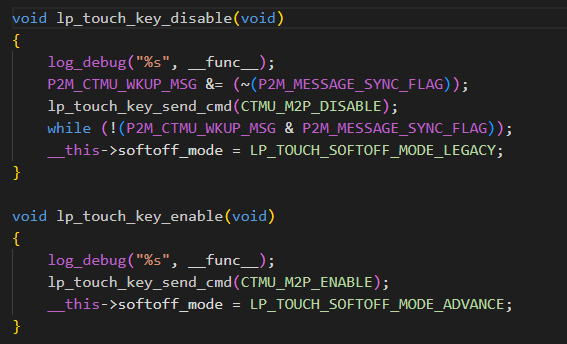 void lp_touch_key_disable(void)
{
    log_debug("%s", __func__);
    P2M_CTMU_WKUP_MSG &= (~(P2M_MESSAGE_SYNC_FLAG));
    lp_touch_key_send_cmd(CTMU_M2P_DISABLE);
    while (!(P2M_CTMU_WKUP_MSG & P2M_MESSAGE_SYNC_FLAG));
    __this->softoff_mode = LP_TOUCH_SOFTOFF_MODE_LEGACY;
}

void lp_touch_key_enable(void)
{
    log_debug("%s", __func__);
    lp_touch_key_send_cmd(CTMU_M2P_ENABLE);
    __this->softoff_mode = LP_TOUCH_SOFTOFF_MODE_ADVANCE;
}